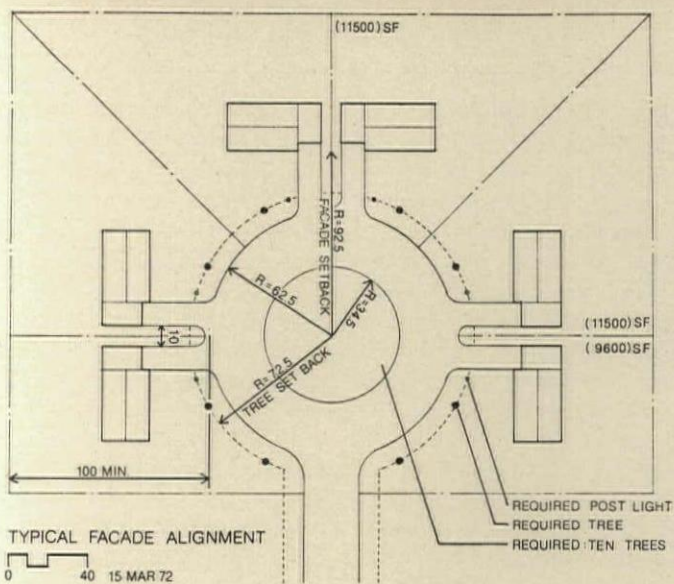 (11500) SF
R=92.5
FACADE SETBACK
R=62.5
R=34.5
R=72.5
TREE SET BACK
10
(11500) SF
(9600) SF
100 MIN.
REQUIRED POST LIGHT
REQUIRED TREE
REQUIRED: TEN TREES
TYPICAL FACADE ALIGNMENT
0 40 15 MAR 72